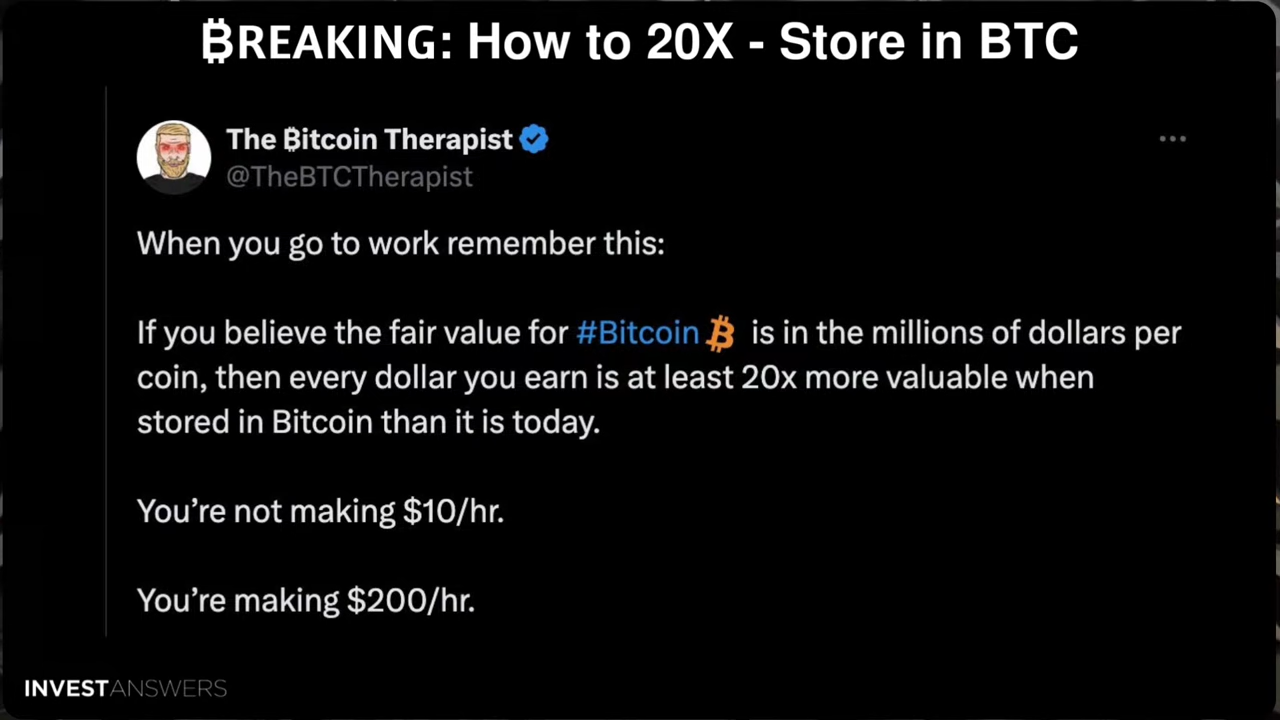 ₿REAKING: How to 20X - Store in BTC
The ₿itcoin Therapist
@TheBTCTherapist
When you go to work remember this:
If you believe the fair value for #Bitcoin is in the millions of dollars per
coin, then every dollar you earn is at least 20x more valuable when
stored in Bitcoin than it is today.
You’re not making $10/hr.
You’re making $200/hr.
INVESTANSWERS